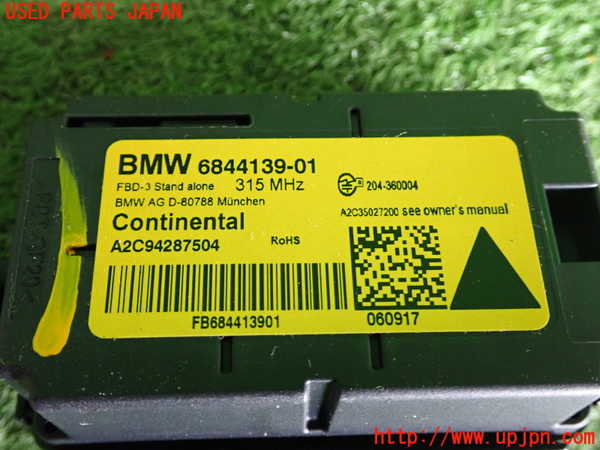 USED PARTS JAPAN
BMW 6844139-01
FBD-3 Stand alone 315 MHz
BMW AG D-80788 München
Continental
A2C94287504 RoHS
204-360004
A2C35027200 see owner's manual
FB684413901
060917
http://www.upjpn.com